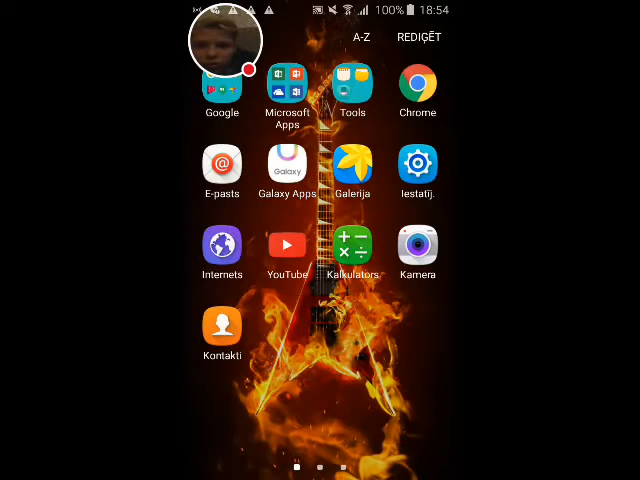 100% 18:54
A-Z REDIĢĒT
Google Microsoft Apps Tools Chrome
E-pasts Galaxy Galaxy Apps Galerija Iestatīj.
Internets YouTube Kalkulators Kamera
Kontakti